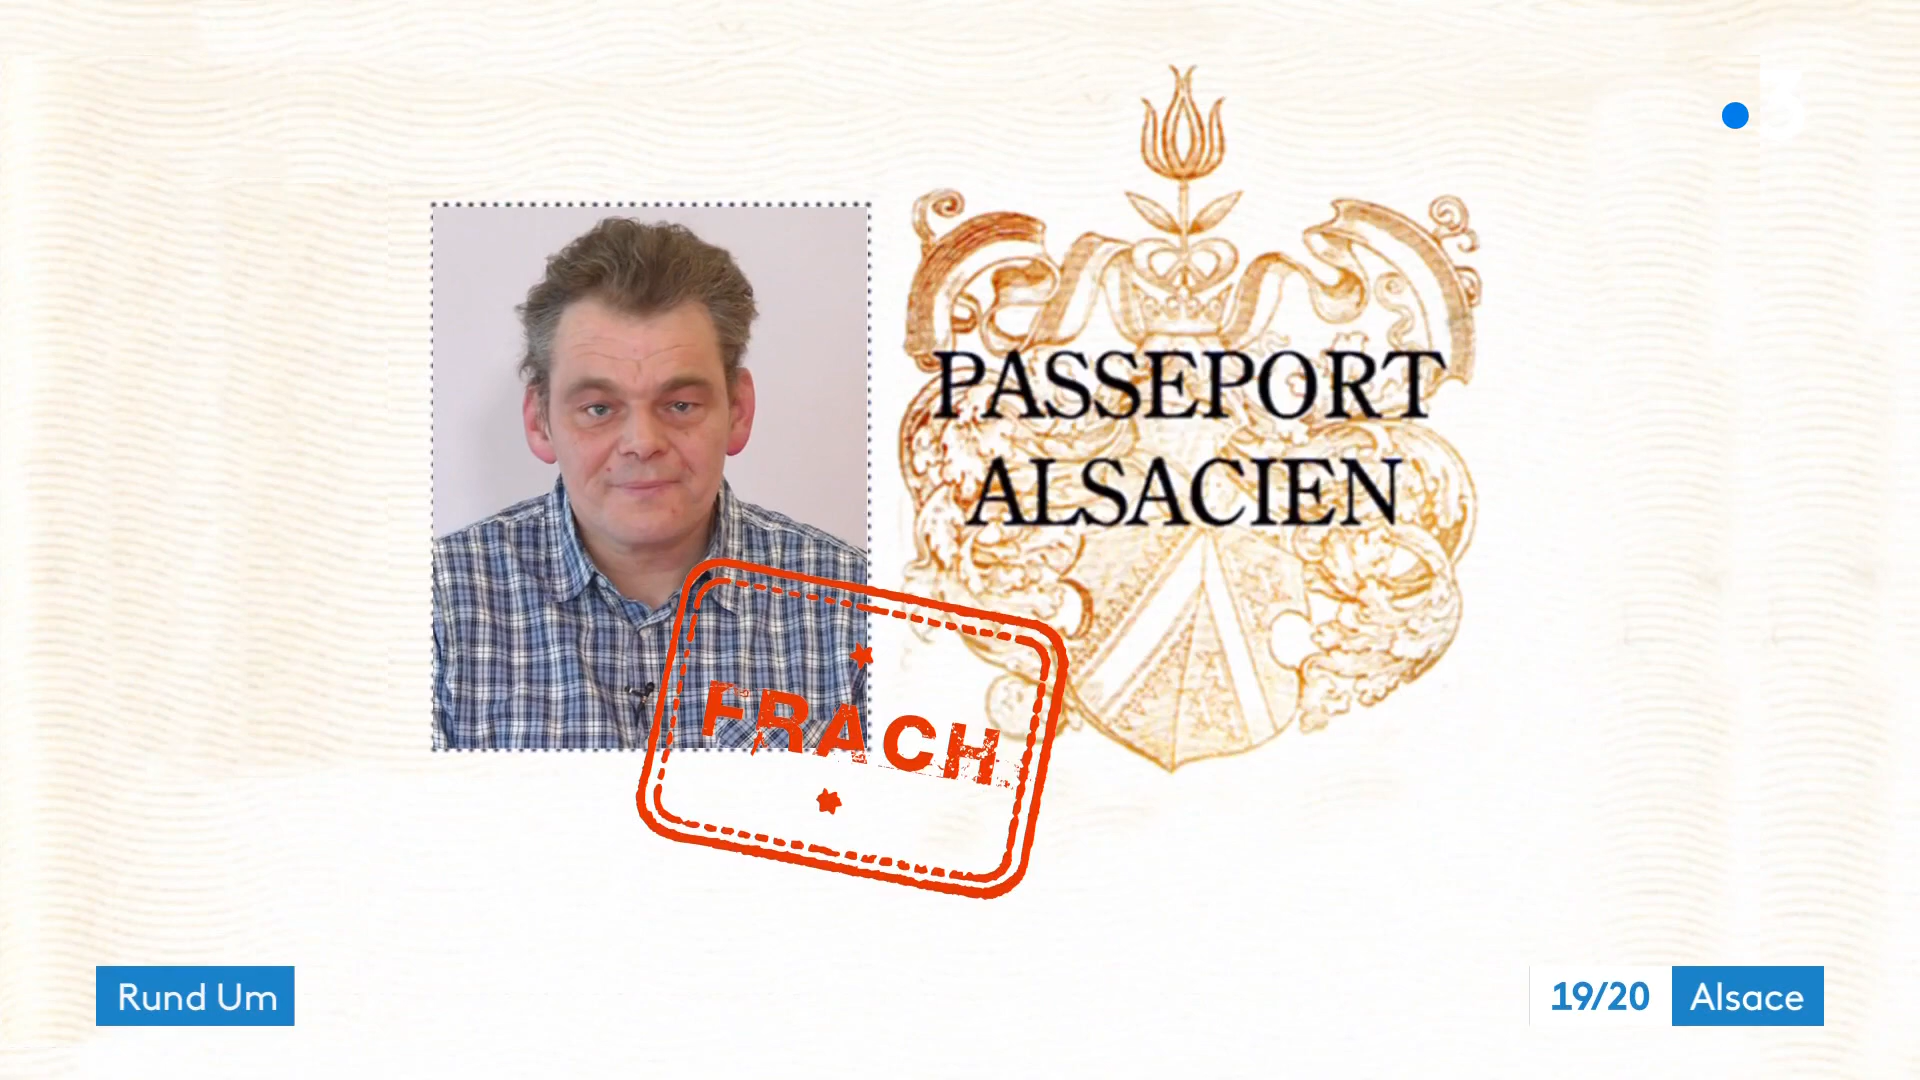 PASSEPORT
ALSACIEN
FRACH
Rund Um
19/20 Alsace